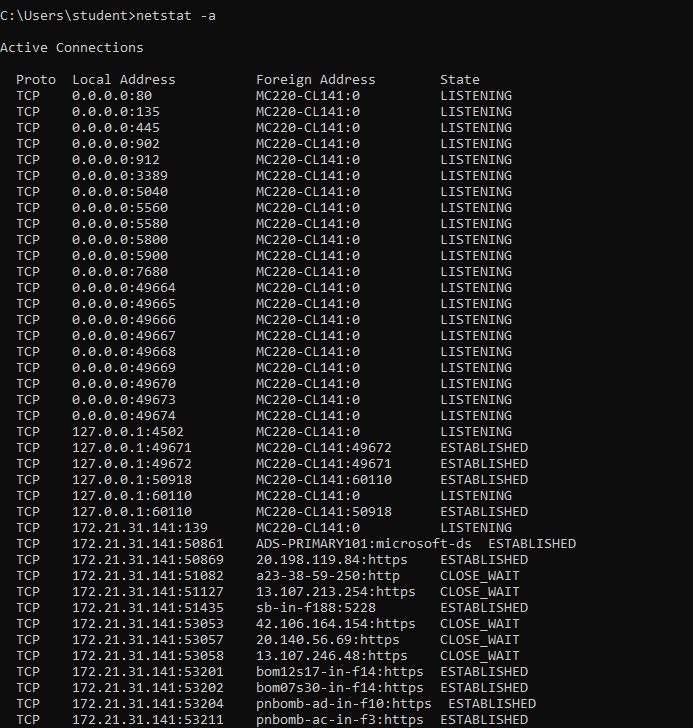 C:\Users\student>netstat -a
Active Connections
Proto  Local Address          Foreign Address        State
TCP    0.0.0.0:80             MC220-CL141:0          LISTENING
TCP    0.0.0.0:135            MC220-CL141:0          LISTENING
TCP    0.0.0.0:445            MC220-CL141:0          LISTENING
TCP    0.0.0.0:902            MC220-CL141:0          LISTENING
TCP    0.0.0.0:912            MC220-CL141:0          LISTENING
TCP    0.0.0.0:3389           MC220-CL141:0          LISTENING
TCP    0.0.0.0:5040           MC220-CL141:0          LISTENING
TCP    0.0.0.0:5560           MC220-CL141:0          LISTENING
TCP    0.0.0.0:5580           MC220-CL141:0          LISTENING
TCP    0.0.0.0:5800           MC220-CL141:0          LISTENING
TCP    0.0.0.0:5900           MC220-CL141:0          LISTENING
TCP    0.0.0.0:7680           MC220-CL141:0          LISTENING
TCP    0.0.0.0:49664          MC220-CL141:0          LISTENING
TCP    0.0.0.0:49665          MC220-CL141:0          LISTENING
TCP    0.0.0.0:49666          MC220-CL141:0          LISTENING
TCP    0.0.0.0:49667          MC220-CL141:0          LISTENING
TCP    0.0.0.0:49668          MC220-CL141:0          LISTENING
TCP    0.0.0.0:49669          MC220-CL141:0          LISTENING
TCP    0.0.0.0:49670          MC220-CL141:0          LISTENING
TCP    0.0.0.0:49673          MC220-CL141:0          LISTENING
TCP    0.0.0.0:49674          MC220-CL141:0          LISTENING
TCP    127.0.0.1:4502         MC220-CL141:0          LISTENING
TCP    127.0.0.1:49671        MC220-CL141:49672      ESTABLISHED
TCP    127.0.0.1:49672        MC220-CL141:49671      ESTABLISHED
TCP    127.0.0.1:50918        MC220-CL141:60110      ESTABLISHED
TCP    127.0.0.1:60110        MC220-CL141:0          LISTENING
TCP    127.0.0.1:60110        MC220-CL141:50918      ESTABLISHED
TCP    172.21.31.141:139      MC220-CL141:0          LISTENING
TCP    172.21.31.141:50861    ADS-PRIMARY101:microsoft-ds  ESTABLISHED
TCP    172.21.31.141:50869    20.198.119.84:https    ESTABLISHED
TCP    172.21.31.141:51082    a23-38-59-250:http     CLOSE_WAIT
TCP    172.21.31.141:51127    13.107.213.254:https   CLOSE_WAIT
TCP    172.21.31.141:51435    sb-in-f188:5228        ESTABLISHED
TCP    172.21.31.141:53053    42.106.164.154:https   CLOSE_WAIT
TCP    172.21.31.141:53057    20.140.56.69:https     CLOSE_WAIT
TCP    172.21.31.141:53058    13.107.246.48:https    CLOSE_WAIT
TCP    172.21.31.141:53201    bom12s17-in-f14:https  ESTABLISHED
TCP    172.21.31.141:53202    bom07s30-in-f14:https  ESTABLISHED
TCP    172.21.31.141:53204    pnbomb-ad-in-f10:https  ESTABLISHED
TCP    172.21.31.141:53211    pnbomb-ac-in-f3:https  ESTABLISHED